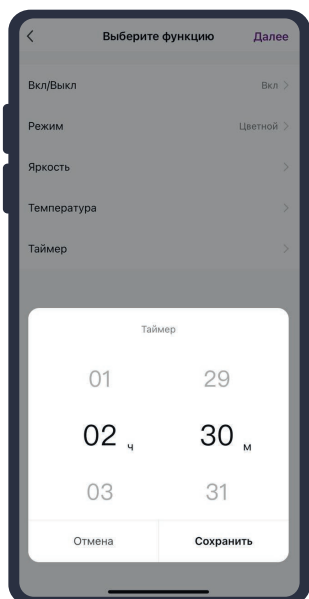 Выберите функцию Далее
Вкл/Выкл Вкл
Режим Цветной
Яркость
Температура
Таймер
Таймер
01 29
02 ч 30 м
03 31
Отмена Сохранить